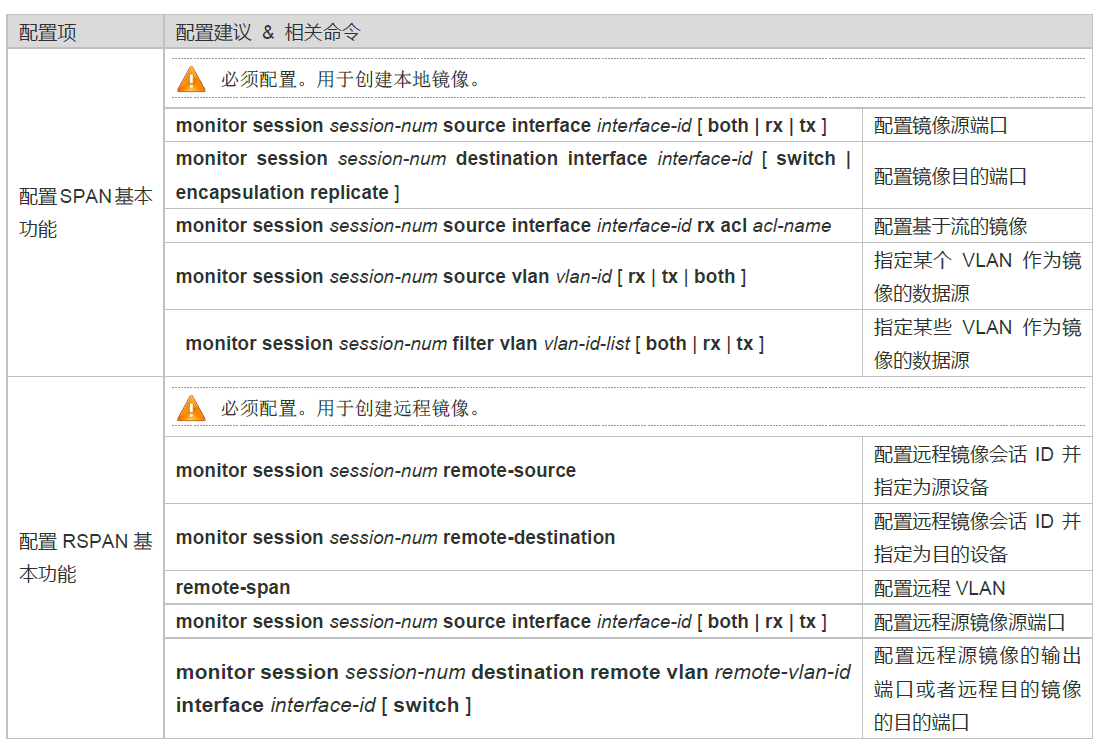 配置项
配置建议 & 相关命令
必须配置。用于创建本地镜像。
配置SPAN基本
功能
monitor session session-num source interface interface-id [ both | rx | tx ]
配置镜像源端口
monitor session session-num destination interface interface-id [ switch |
encapsulation replicate ]
配置镜像目的端口
monitor session session-num source interface interface-id rx acl acl-name
配置基于流的镜像
monitor session session-num source vlan vlan-id [ rx | tx | both ]
指定某个 VLAN 作为镜
像的数据源
monitor session session-num filter vlan vlan-id-list [ both | rx | tx ]
指定某些 VLAN 作为镜
像的数据源
配置 RSPAN 基
本功能
必须配置。用于创建远程镜像。
monitor session session-num remote-source
配置远程镜像会话 ID 并
指定为源设备
monitor session session-num remote-destination
配置远程镜像会话 ID 并
指定为目的设备
remote-span
配置远程 VLAN
monitor session session-num source interface interface-id [ both | rx | tx ]
配置远程源镜像源端口
monitor session session-num destination remote vlan remote-vlan-id
interface interface-id [ switch ]
配置远程源镜像的输出
端口或者远程目的镜像
的目的端口